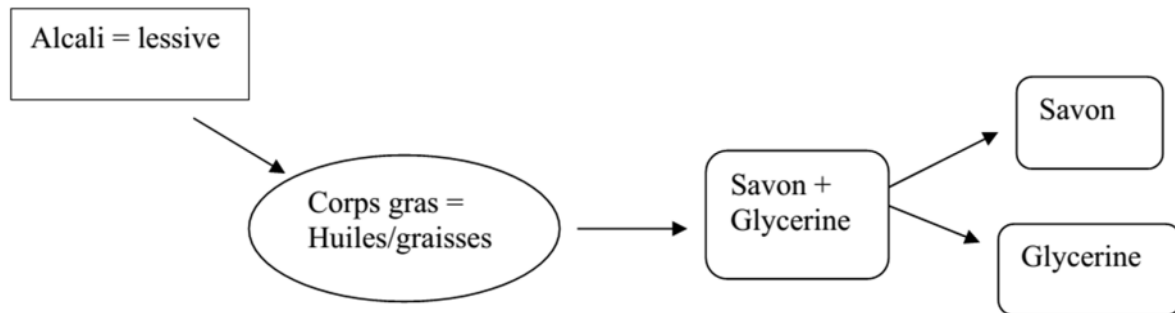 Alcali = lessive
Corps gras =
Huiles/graisses
Savon +
Glycerine
Savon
Glycerine